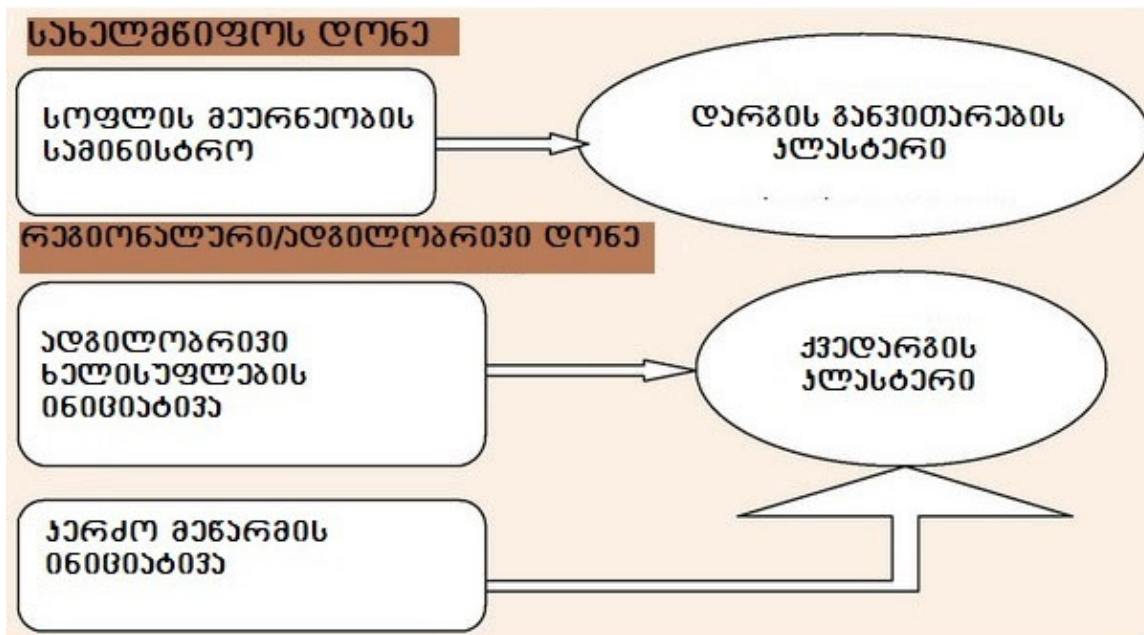 სახელმწიფოს დონე
სოფლის მეურნეობის
სამინისტრო
დარგის განვითარების
კლასტერი
რეგიონალური/ადგილობრივი დონე
ადგილობრივი
ხელისუფლების
ინიციატივა
ქვედარგის
კლასტერი
კერძო მეწარმის
ინიციატივა